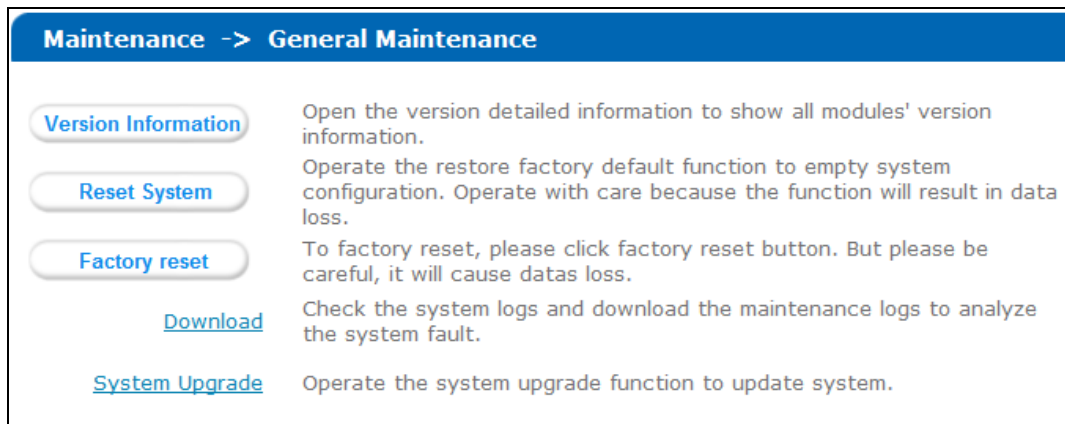 Maintenance -> General Maintenance
Version Information
Open the version detailed information to show all modules' version
information.
Reset System
Operate the restore factory default function to empty system
configuration. Operate with care because the function will result in data
loss.
Factory reset
To factory reset, please click factory reset button. But please be
careful, it will cause datas loss.
Download
Check the system logs and download the maintenance logs to analyze
the system fault.
System Upgrade
Operate the system upgrade function to update system.